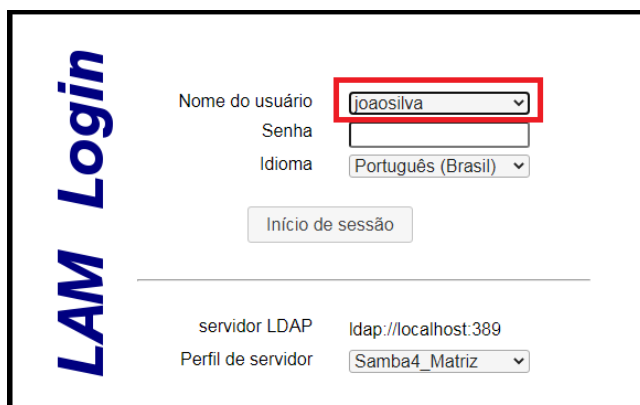 LAM Login
Nome do usuário joaosilva
Senha
Idioma Português (Brasil)
Início de sessão
servidor LDAP ldap://localhost:389
Perfil de servidor Samba4_Matriz